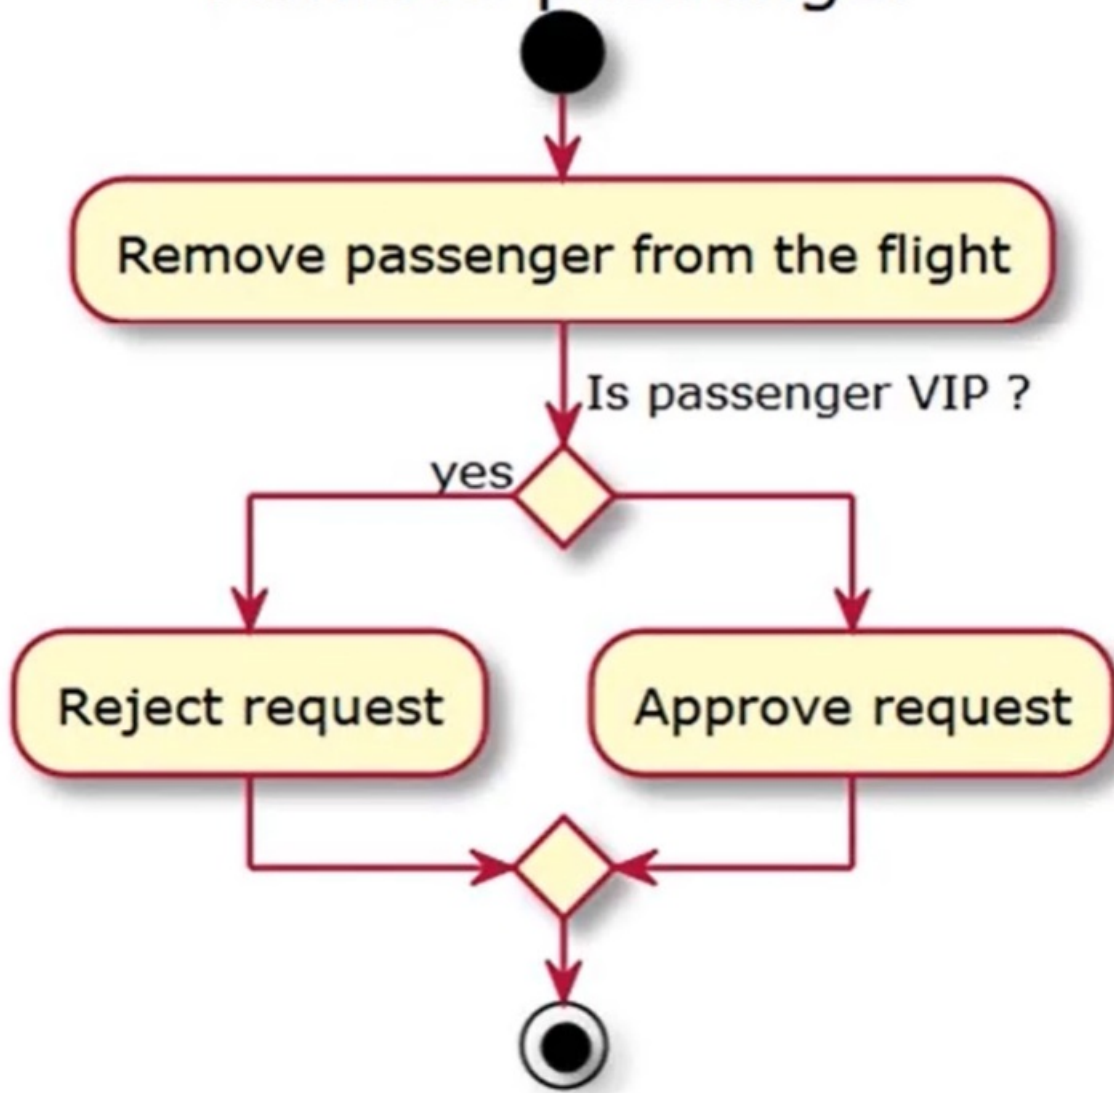 Remove passenger from the flight
Is passenger VIP ?
yes
Reject request
Approve request